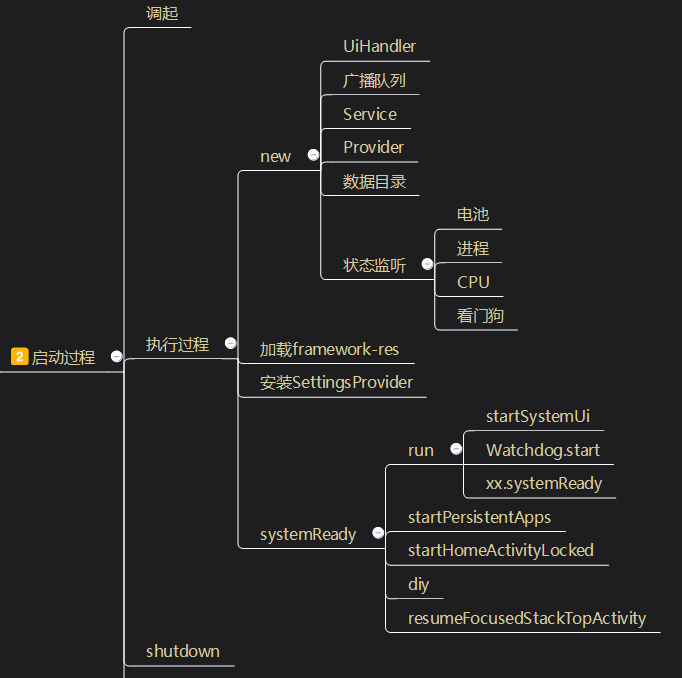 调起
UiHandler
广播队列
Service
new
Provider
数据目录
电池
进程
状态监听
CPU
看门狗
2 启动过程
执行过程
加载framework-res
安装SettingsProvider
startSystemUi
run
Watchdog.start
xx.systemReady
startPersistentApps
systemReady
startHomeActivityLocked
diy
resumeFocusedStackTopActivity
shutdown